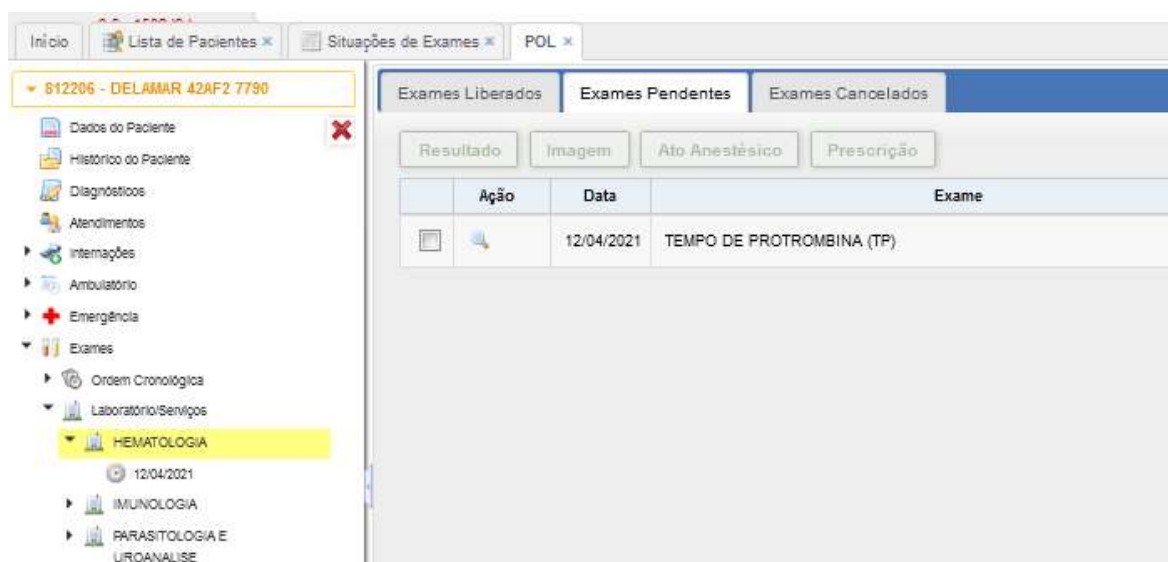 Início
Lista de Pacientes ×
Situações de Exames ×
POL ×
812206 - DELAMAR 42AF2 7790
Dados do Paciente
Histórico do Paciente
Diagnósticos
Atendimentos
Internações
Ambulatório
Emergência
Exames
Ordem Cronológica
Laboratório/Serviços
HEMATOLOGIA
12/04/2021
IMUNOLOGIA
PARASITOLOGIA E
UROANALISE
Exames Liberados Exames Pendentes Exames Cancelados
Resultado Imagem Ato Anestésico Prescrição
Ação Data Exame
12/04/2021 TEMPO DE PROTROMBINA (TP)